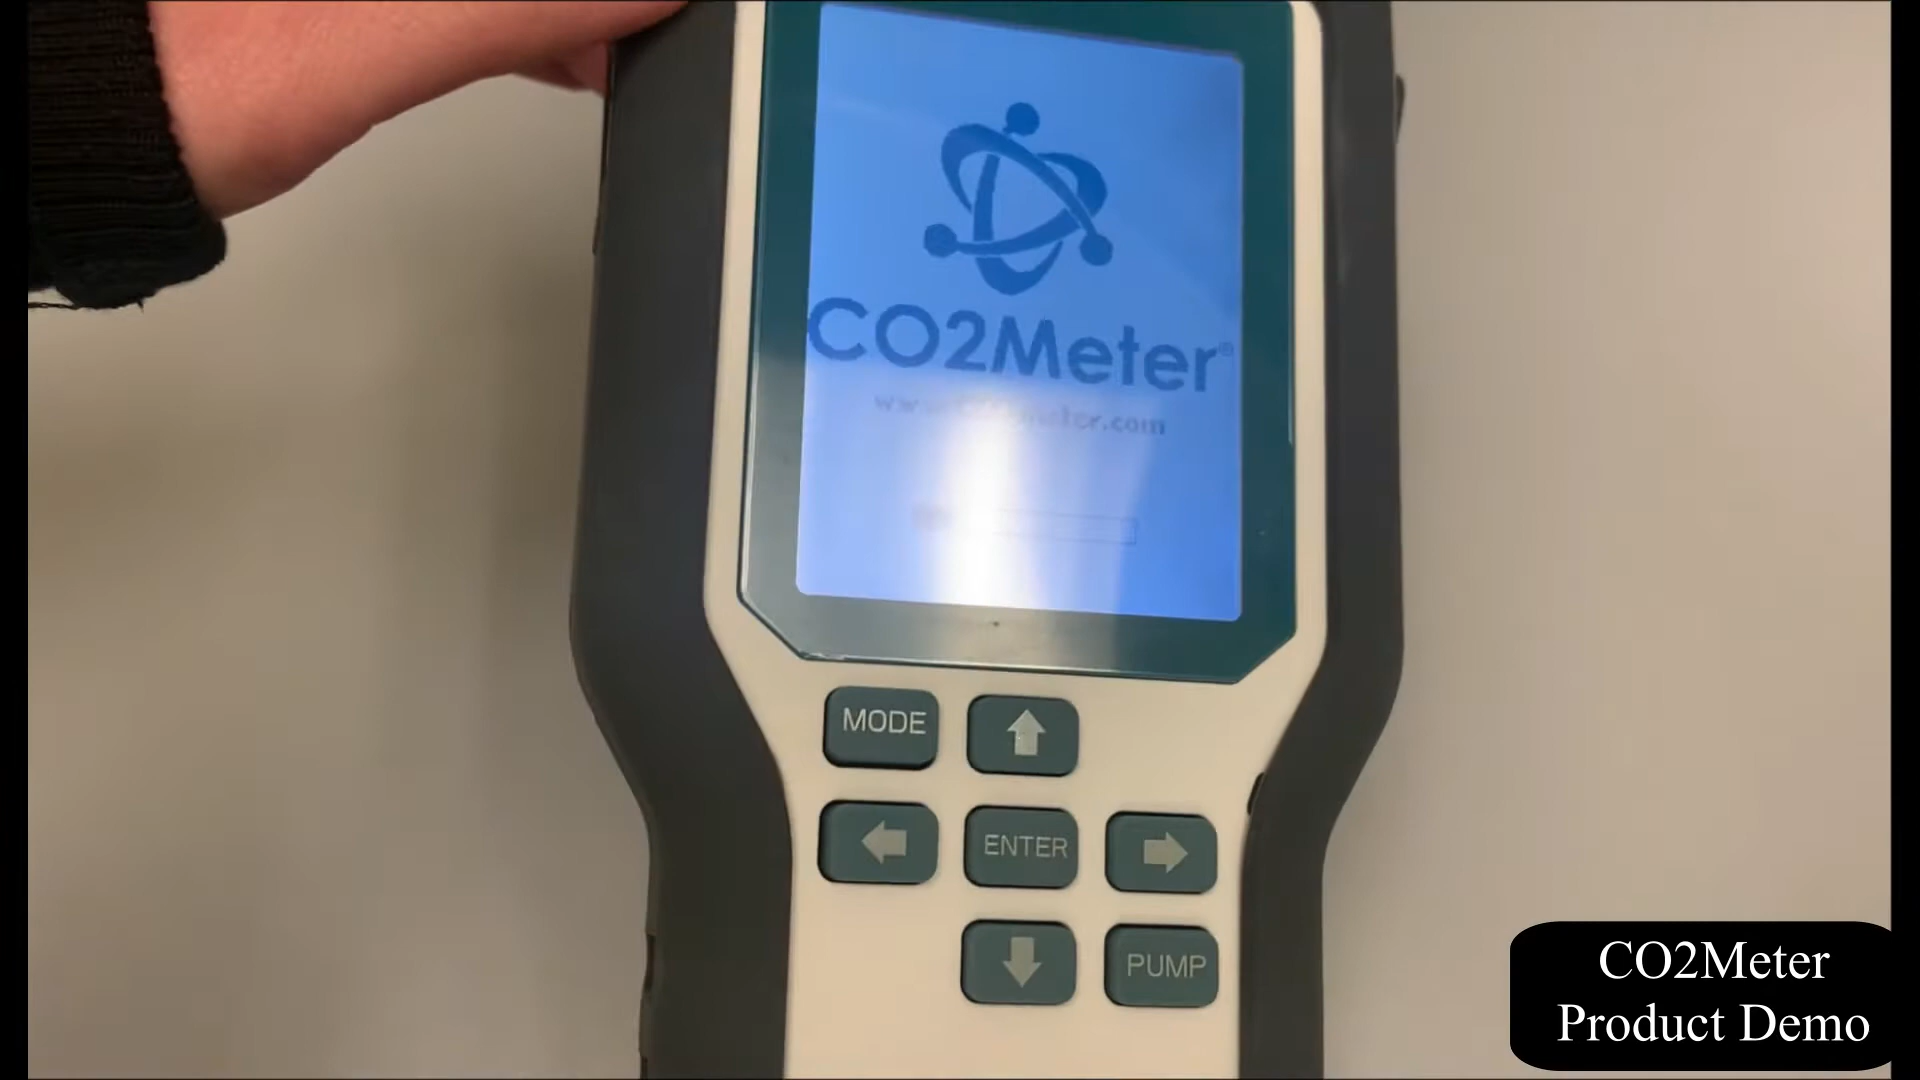 CO2Meter®
MODE
ENTER
PUMP
CO2Meter
Product Demo